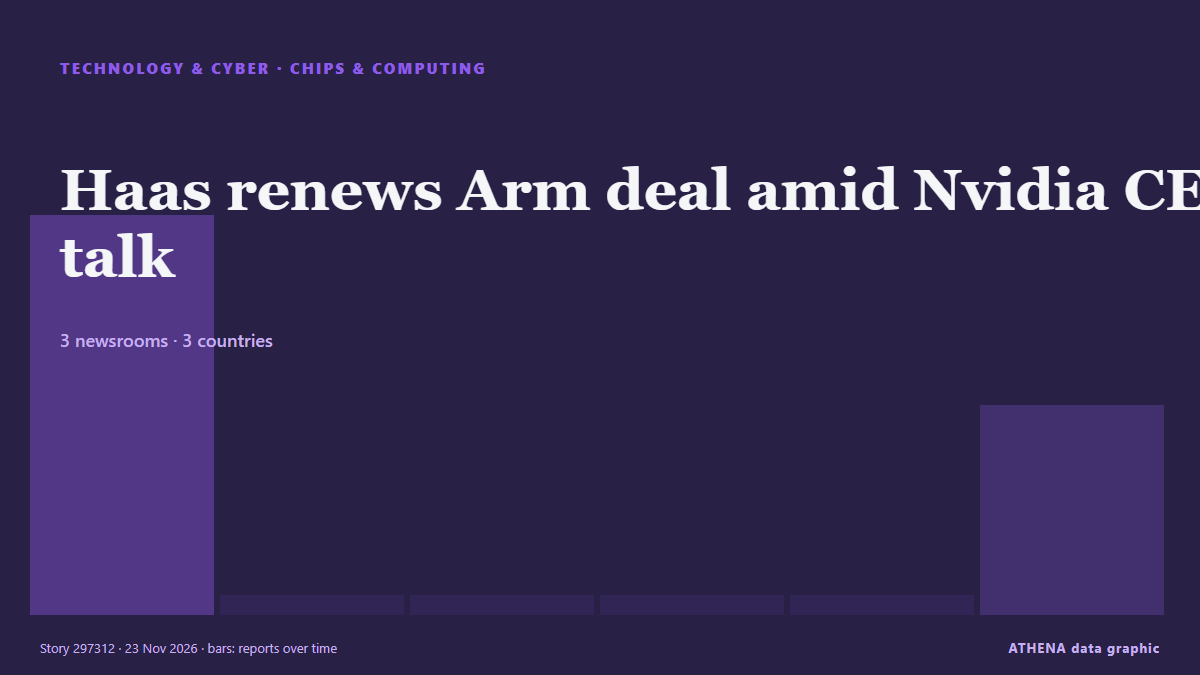 TECHNOLOGY & CYBER · CHIPS & COMPUTING
Haas renews Arm deal amid Nvidia CE
talk
3 newsrooms · 3 countries
Story 297312 · 23 Nov 2026 · bars: reports over time
ATHENA data graphic